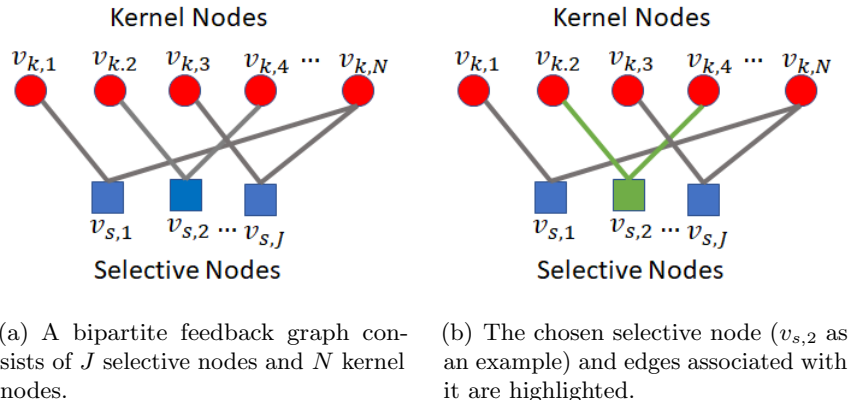 Kernel Nodes
v_{k,1} v_{k.2} v_{k,3} v_{k,4} ... v_{k,N}
v_{s,1} v_{s,2} ... v_{s,J}
Selective Nodes
(a) A bipartite feedback graph con-
sists of J selective nodes and N kernel
nodes.
Kernel Nodes
v_{k,1} v_{k.2} v_{k,3} v_{k,4} ... v_{k,N}
v_{s,1} v_{s,2} ... v_{s,J}
Selective Nodes
(b) The chosen selective node (v_{s,2} as
an example) and edges associated with
it are highlighted.